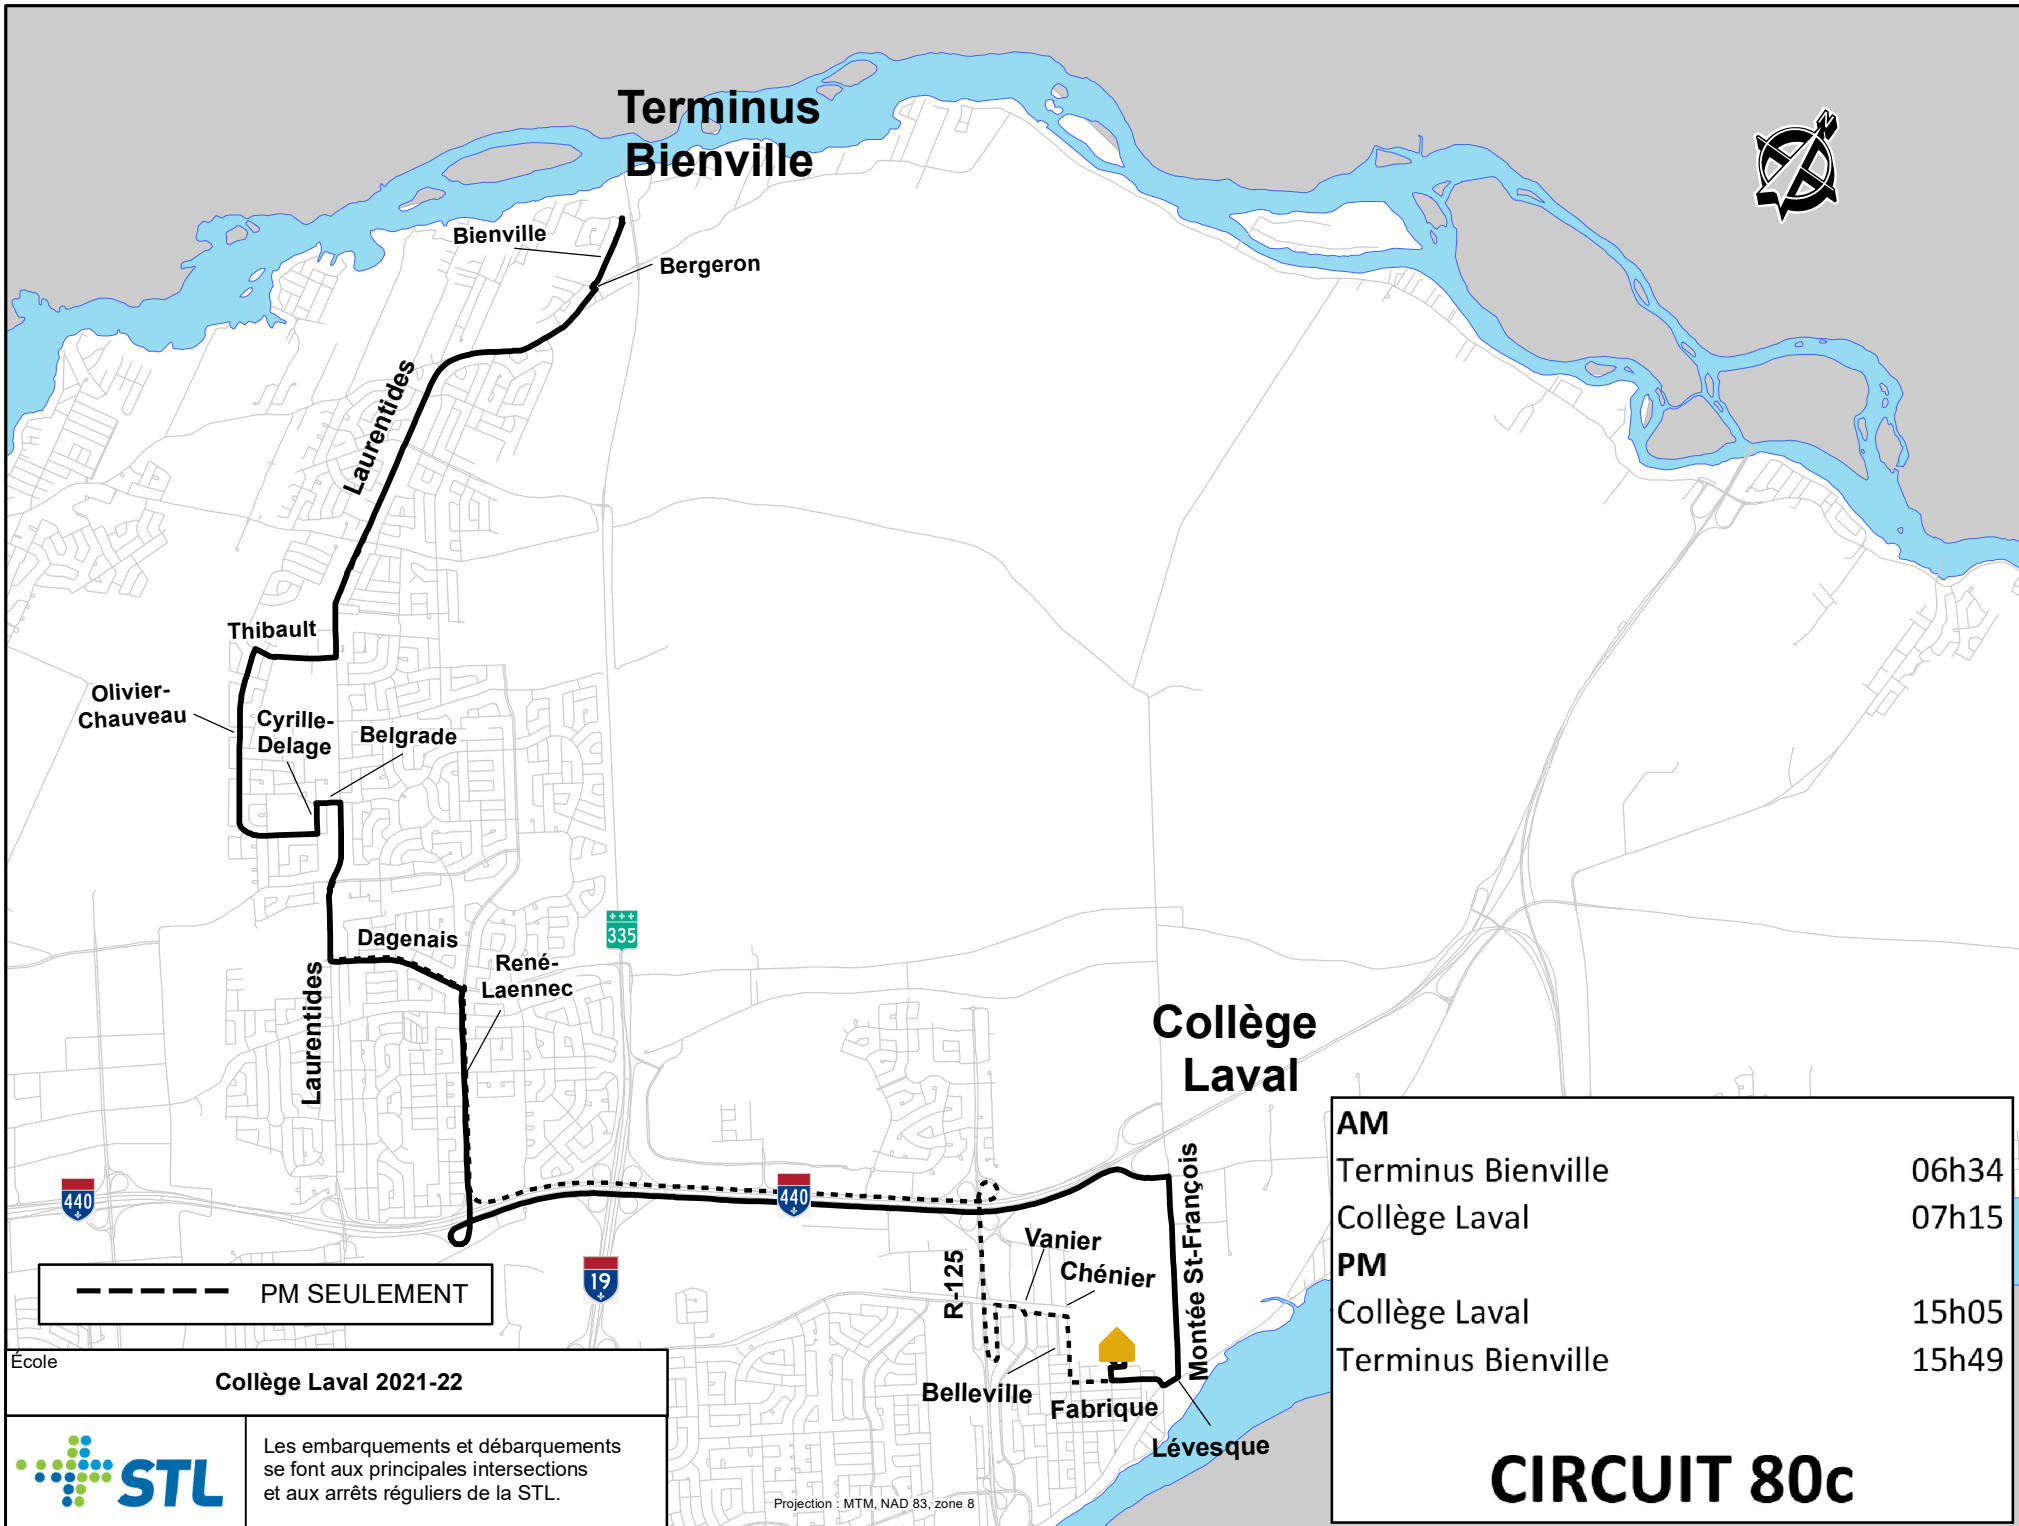 Terminus
Bienville
N
Bienville
Bergeron
Laurentides
Thibault
Olivier-
Chauveau
Cyrille-
Delage
Belgrade
335
Dagenais
René-
Laennec
Laurentides
Collège
Laval
440
440
19
R-125
Vanier
Chénier
Montée St-François
Belleville
Fabrique
Lévesque
PM SEULEMENT
AM
Terminus Bienville 06h34
Collège Laval 07h15
PM
Collège Laval 15h05
Terminus Bienville 15h49
CIRCUIT 80c
École
Collège Laval 2021-22
STL
Les embarquements et débarquements
se font aux principales intersections
et aux arrêts réguliers de la STL.
Projection : MTM, NAD 83, zone 8